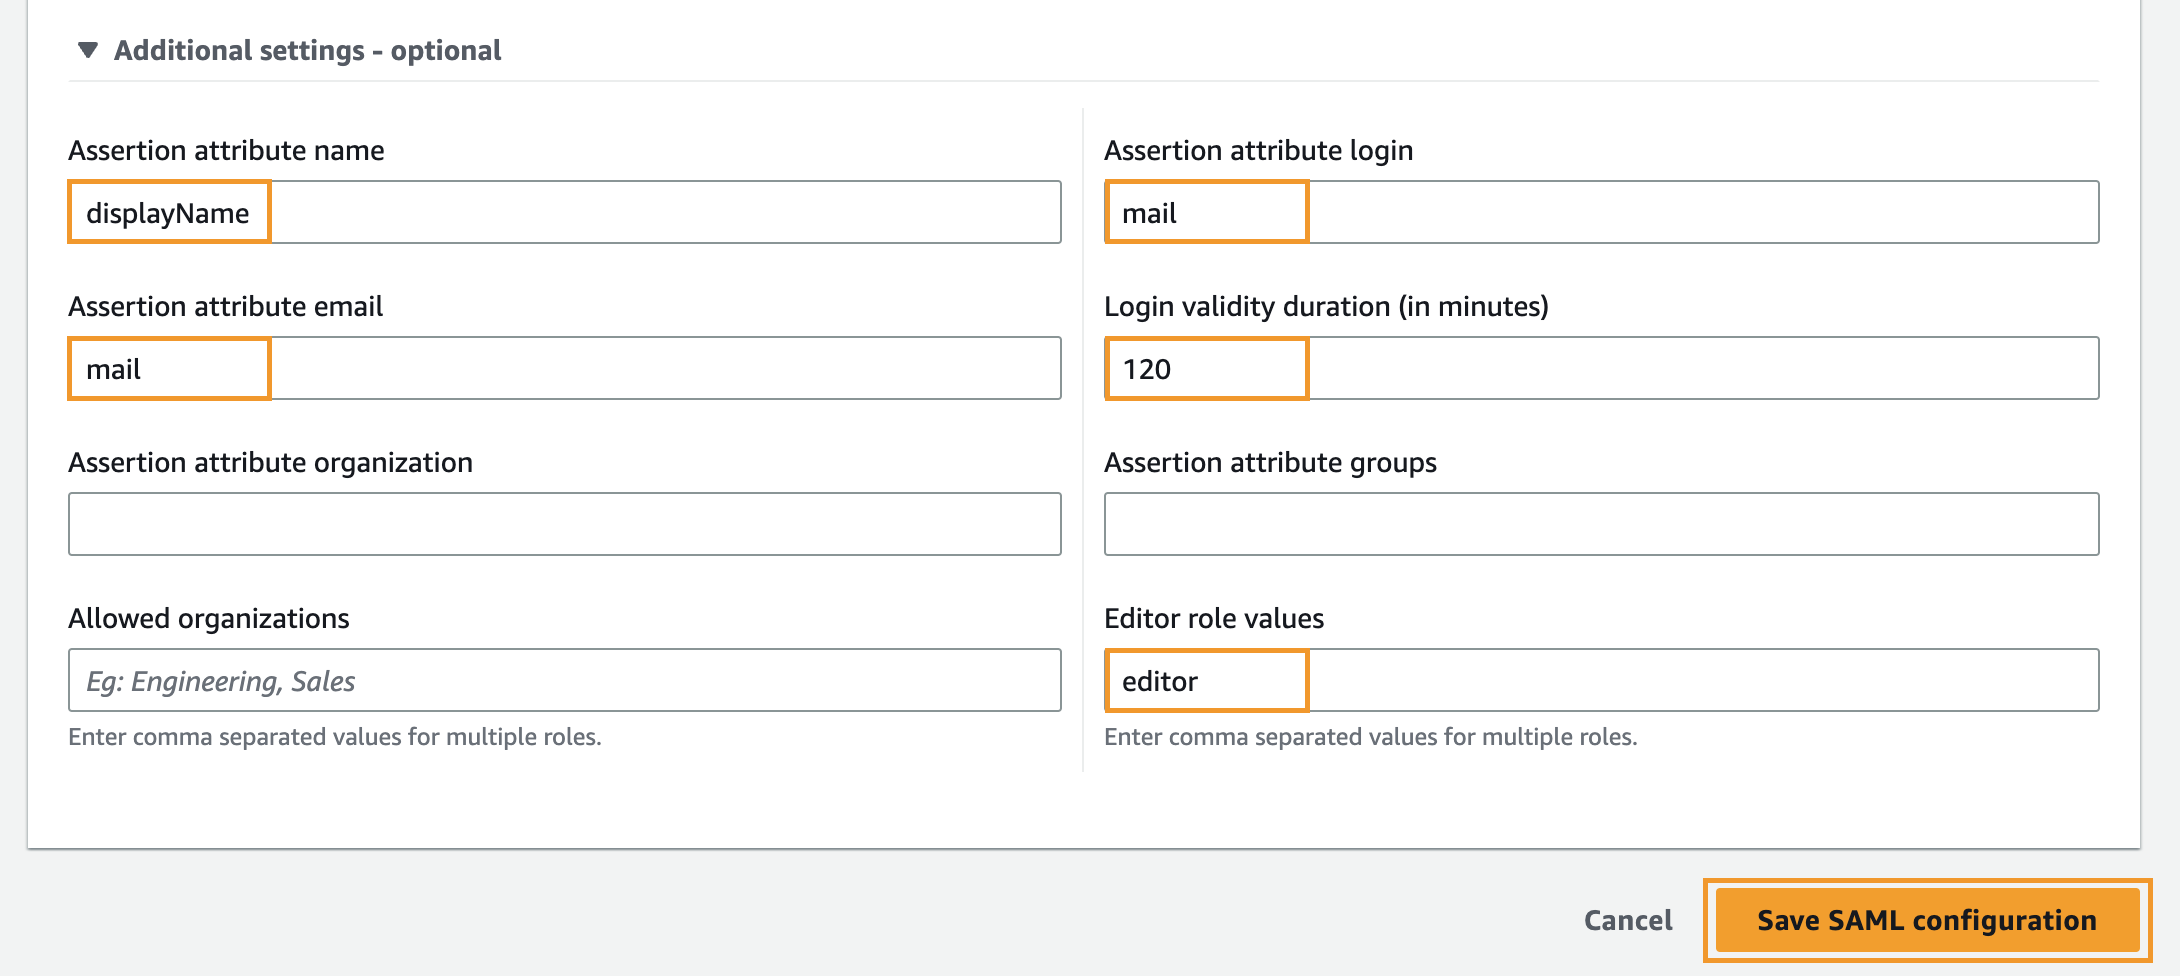 Additional settings - optional
Assertion attribute name
displayName
Assertion attribute login
mail
Assertion attribute email
mail
Login validity duration (in minutes)
120
Assertion attribute organization
Assertion attribute groups
Allowed organizations
Eg: Engineering, Sales
Enter comma separated values for multiple roles.
Editor role values
editor
Enter comma separated values for multiple roles.
Cancel
Save SAML configuration